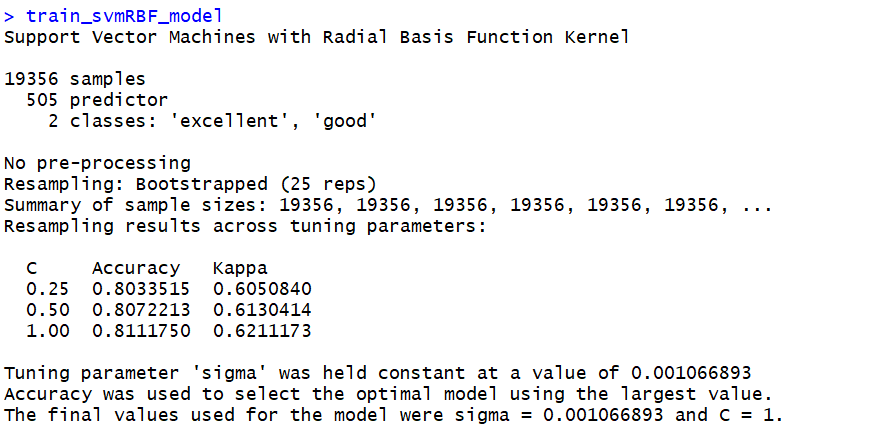 > train_svmRBF_model
Support Vector Machines with Radial Basis Function Kernel

19356 samples
  505 predictor
    2 classes: 'excellent', 'good'

No pre-processing
Resampling: Bootstrapped (25 reps)
Summary of sample sizes: 19356, 19356, 19356, 19356, 19356, 19356, ...
Resampling results across tuning parameters:

  C     Accuracy   Kappa
  0.25  0.8033515  0.6050840
  0.50  0.8072213  0.6130414
  1.00  0.8111750  0.6211173

Tuning parameter 'sigma' was held constant at a value of 0.001066893
Accuracy was used to select the optimal model using the largest value.
The final values used for the model were sigma = 0.001066893 and C = 1.